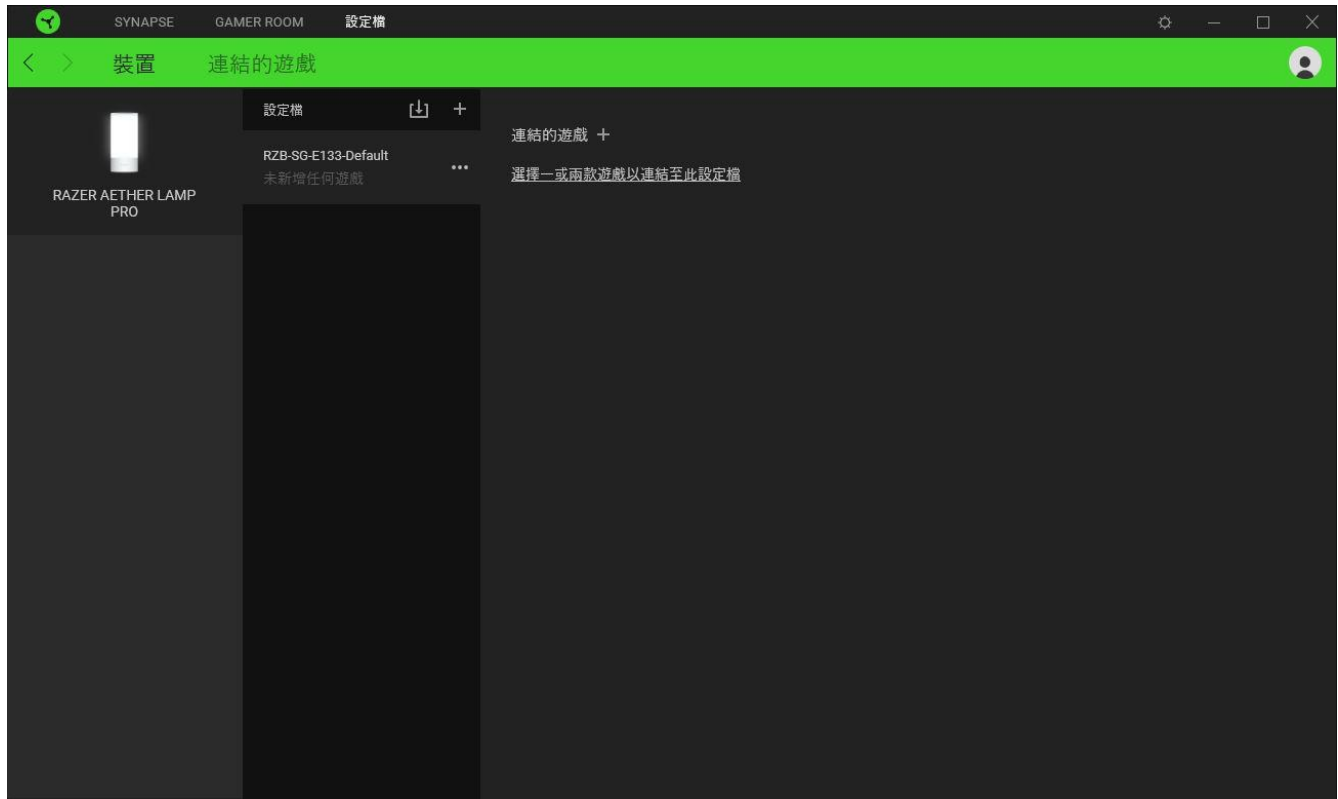 SYNAPSE GAMER ROOM 設定檔
裝置 連結的遊戲
RAZER AETHER LAMP
PRO
設定檔
RZB-SG-E133-Default
未新增任何遊戲
連結的遊戲 +
選擇一或兩款遊戲以連結至此設定檔